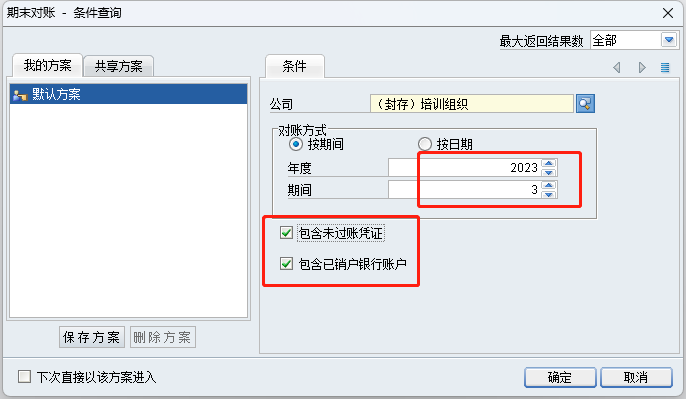 期末对账 - 条件查询
最大返回结果数 全部
我的方案 共享方案
默认方案
保存方案 删除方案
条件
公司 （封存）培训组织
对账方式
按期间 按日期
年度 2023
期间 3
包含未过账凭证
包含已销户银行账户
下次直接以该方案进入
确定 取消